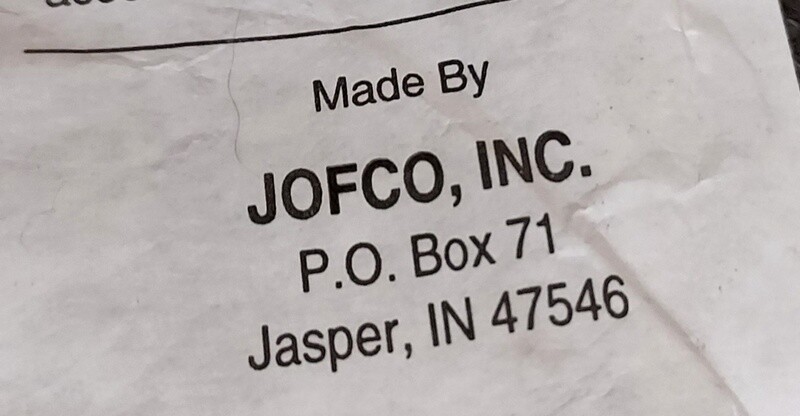 Made By
JOFCO, INC.
P.O. Box 71
Jasper, IN 47546